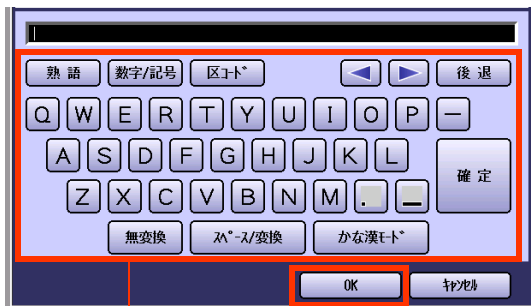 熟 語 数字/記号 区ｺｰﾄﾞ 後 退
Q W E R T Y U I O P ー
A S D F G H J K L
確 定
Z X C V B N M . _
無変換 ｽﾍﾟｰｽ/変換 かな漢ﾓｰﾄﾞ
OK ｷｬﾝｾﾙ